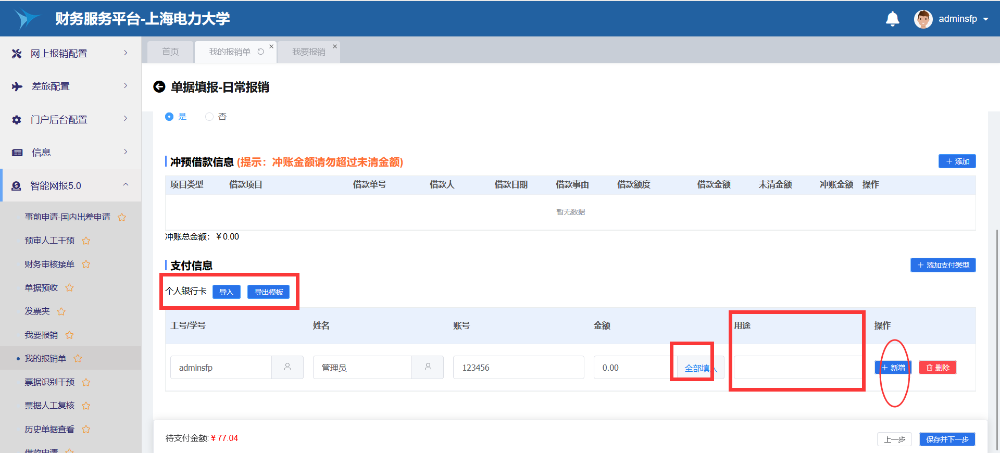 财务服务平台-上海电力大学
adminsfp
网上报销配置
差旅配置
门户后台配置
信息
智能网报5.0
事前申请-国内出差申请
预审人工干预
财务审核接单
单据预收
发票夹
我要报销
我的报销单
票据识别干预
票据人工复核
历史单据查看
借款申请
首页 我的报销单 我要报销
单据填报-日常报销
是 否
冲预借款信息 (提示：冲账金额请勿超过未清金额)
添加
项目类型 借款项目 借款单号 借款人 借款日期 借款事由 借款额度 借款金额 未清金额 冲账金额 操作
暂无数据
冲账总金额：￥0.00
支付信息
添加支付类型
个人银行卡 导入 导出模板
工号/学号 姓名 账号 金额 用途 操作
adminsfp 管理员 123456 0.00 全部填入 新增 删除
待支付金额:￥77.04
上一步 保存并下一步